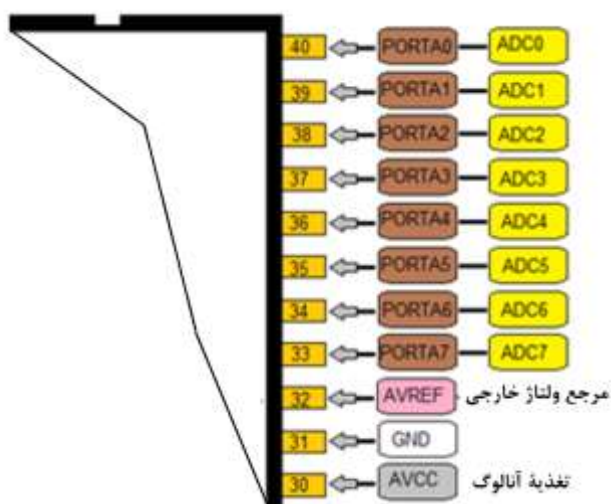 40 PORTA0 ADC0
39 PORTA1 ADC1
38 PORTA2 ADC2
37 PORTA3 ADC3
36 PORTA4 ADC4
35 PORTA5 ADC5
34 PORTA6 ADC6
33 PORTA7 ADC7
32 AVREF مرجع ولتاژ خارجی
31 GND
30 AVCC تغذیهٔ آنالوگ